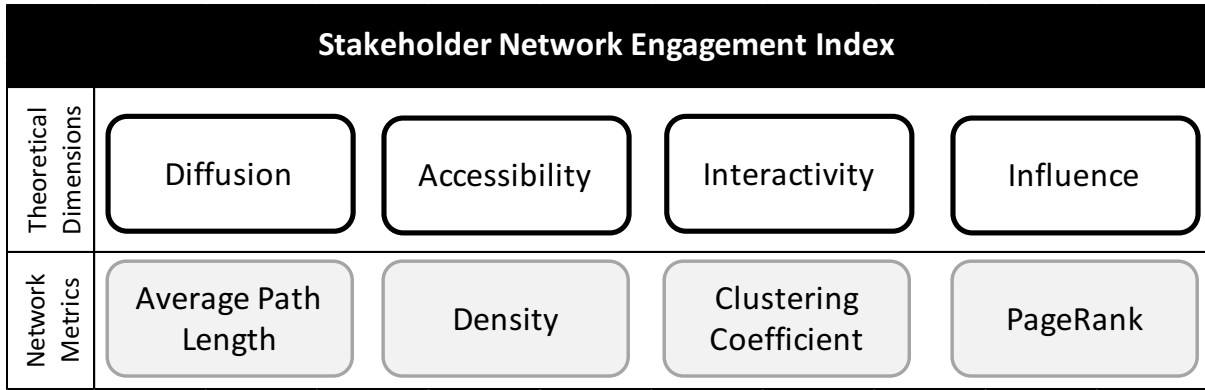 Stakeholder Network Engagement Index
Theoretical
Dimensions
Diffusion
Accessibility
Interactivity
Influence
Network
Metrics
Average Path
Length
Density
Clustering
Coefficient
PageRank